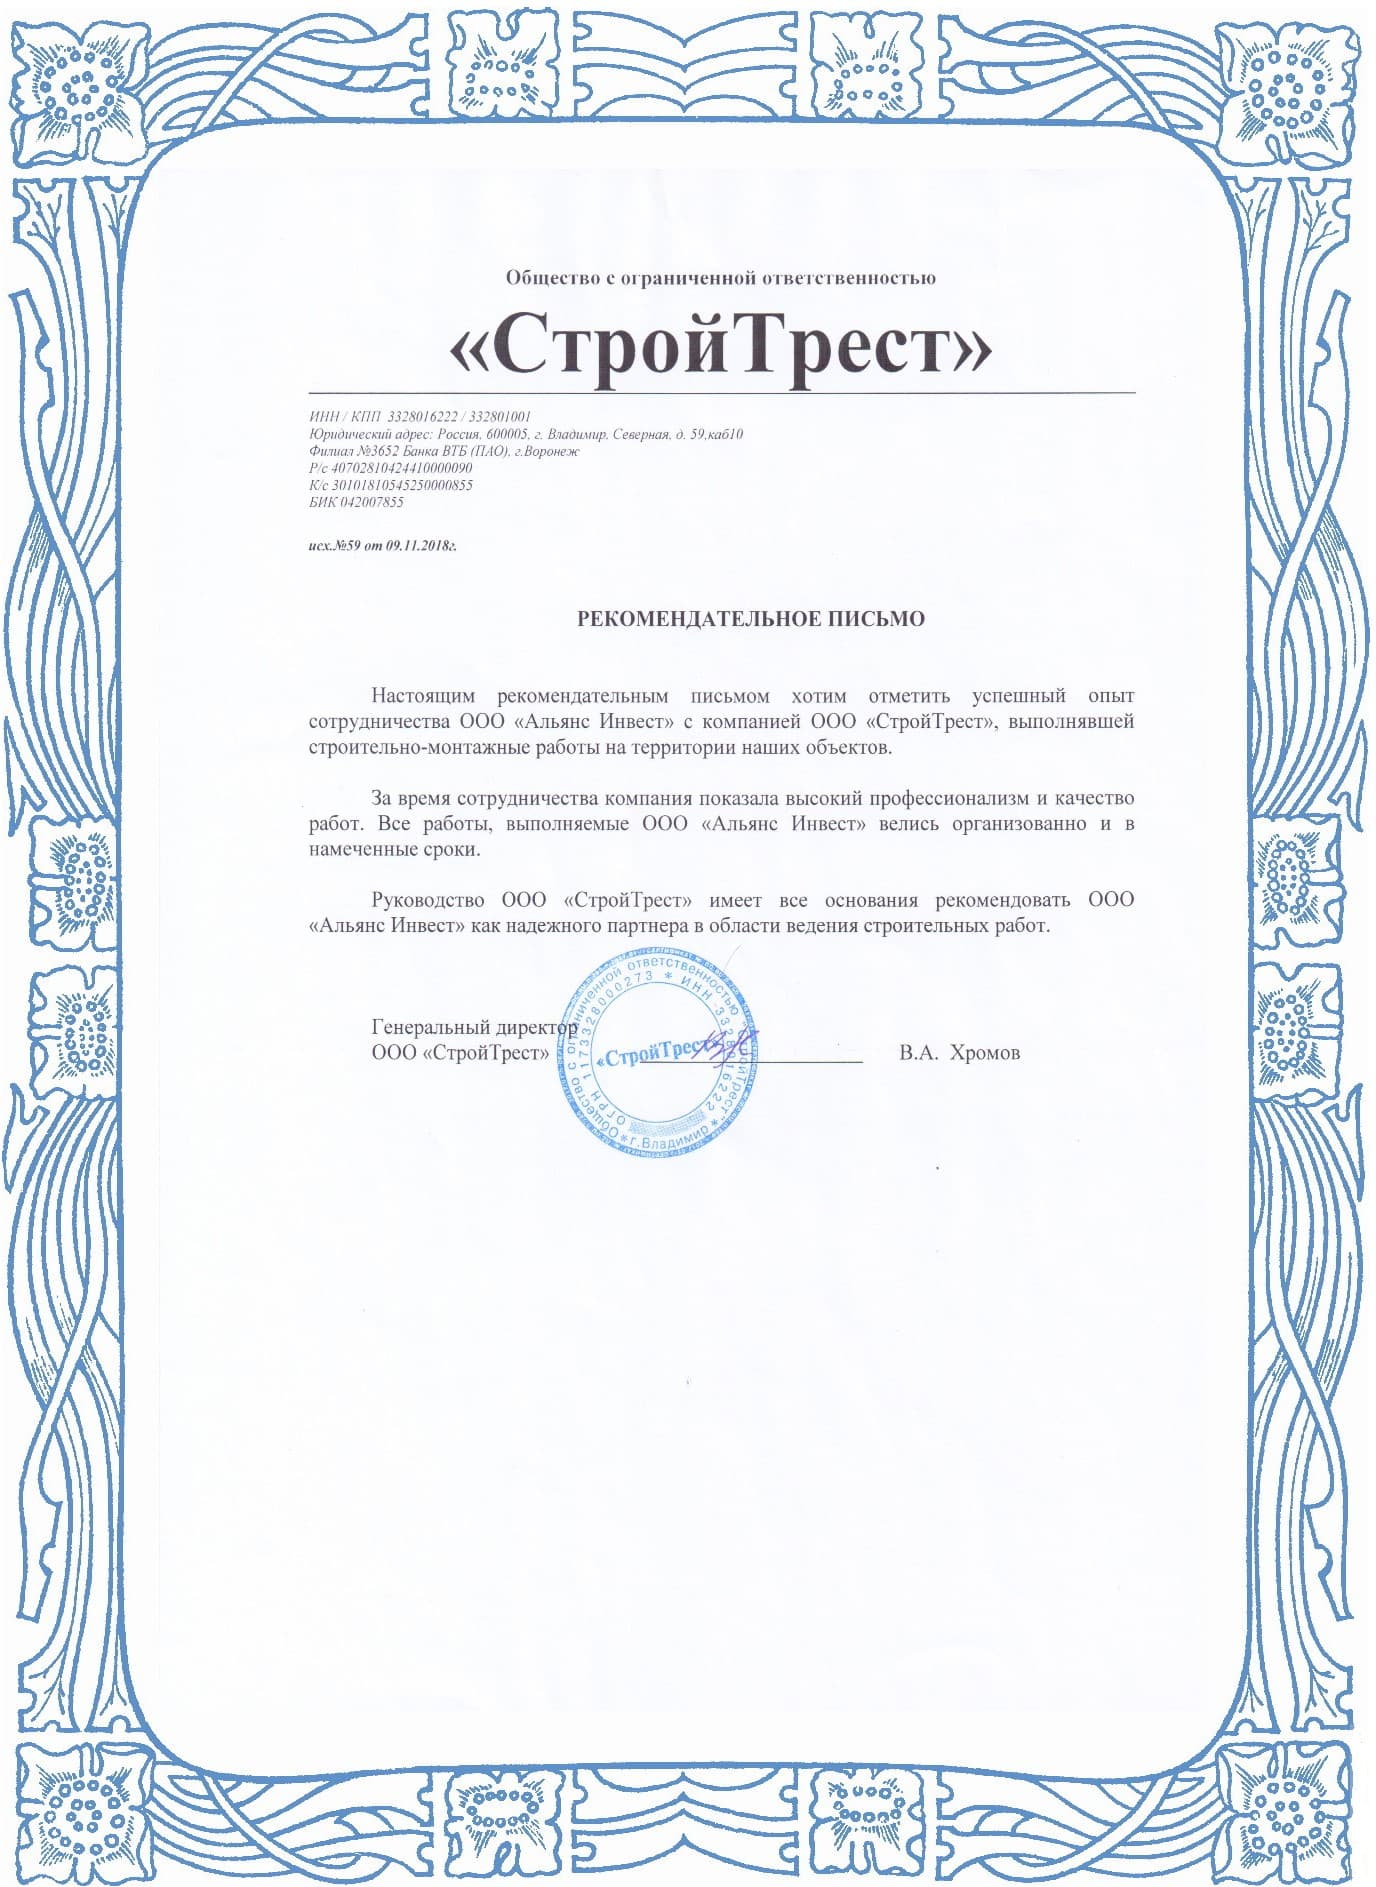 Общество с ограниченной ответственностью
«СтройТрест»
ИНН / КПП 3328016222 / 332801001
Юридический адрес: Россия, 600005, г. Владимир, Северная, д. 59,каб10
Филиал №3652 Банка ВТБ (ПАО), г.Воронеж
Р/с 40702810424410000090
К/с 30101810545250000855
БИК 042007855
исх.№59 от 09.11.2018г.
РЕКОМЕНДАТЕЛЬНОЕ ПИСЬМО
Настоящим рекомендательным письмом хотим отметить успешный опыт
сотрудничества ООО «Альянс Инвест» с компанией ООО «СтройТрест», выполнявшей
строительно-монтажные работы на территории наших объектов.
За время сотрудничества компания показала высокий профессионализм и качество
работ. Все работы, выполняемые ООО «Альянс Инвест» велись организованно и в
намеченные сроки.
Руководство ООО «СтройТрест» имеет все основания рекомендовать ООО
«Альянс Инвест» как надежного партнера в области ведения строительных работ.
Генеральный директор
ООО «СтройТрест» В.А. Хромов
Общество с ограниченной ответственностью "СтройТрест" * г.Владимир *
ОГРН 1173328000273 * ИНН 3328016222
«СтройТрест»